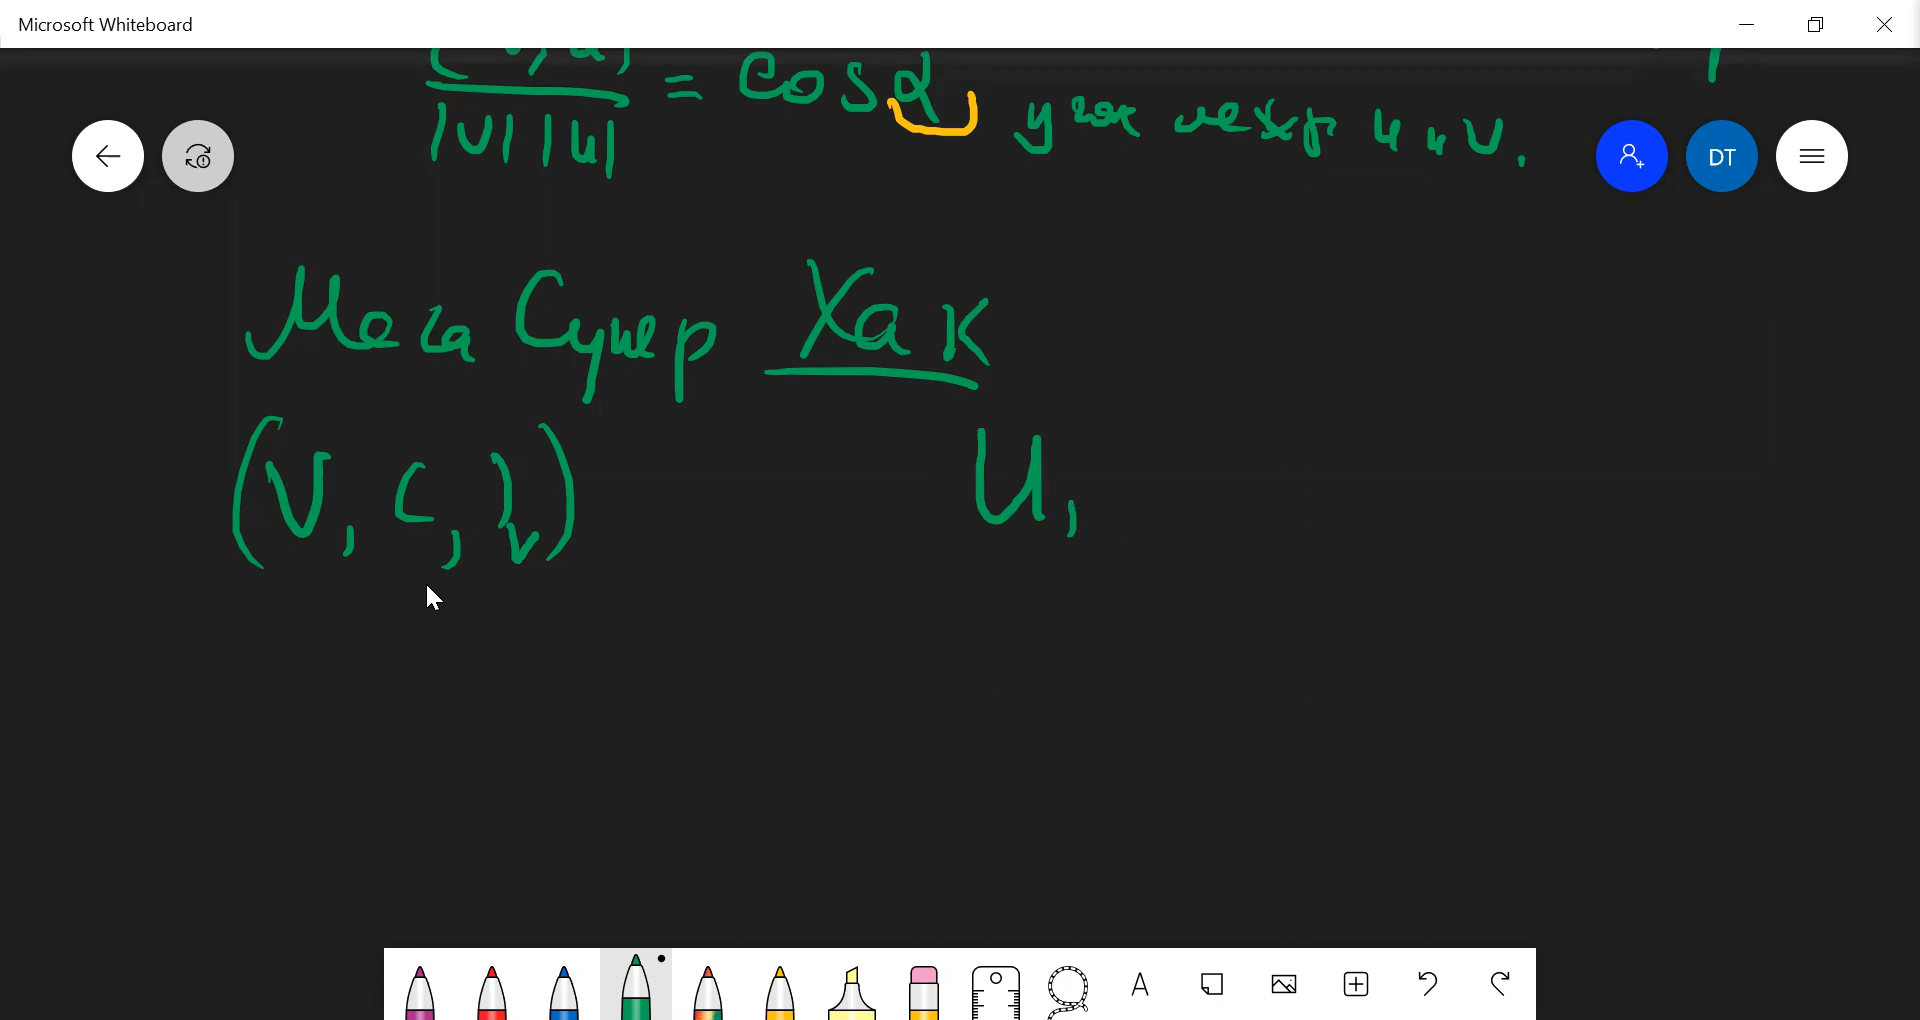 Microsoft Whiteboard
|V| |u| = cos α угол между u и v.
DT
Мега Супер Хак
(V, C, )v)
U,
A